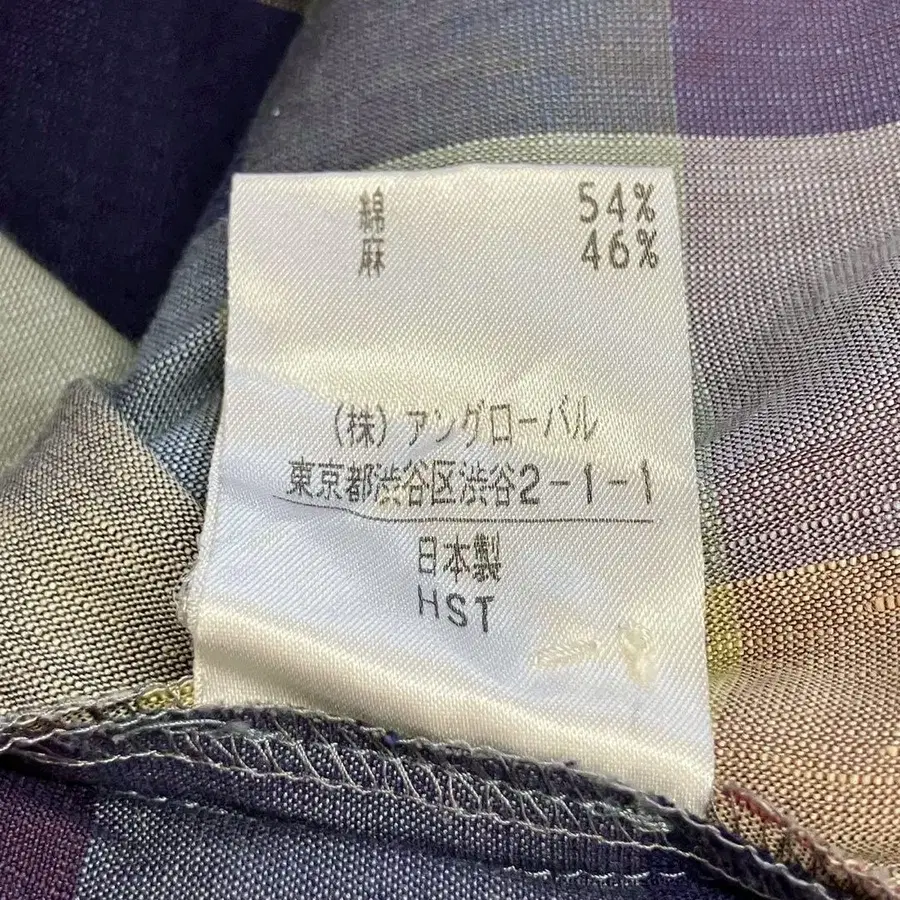 綿 54%
麻 46%
(株) アングローバル
東京都渋谷区渋谷2-1-1
日本製
HST